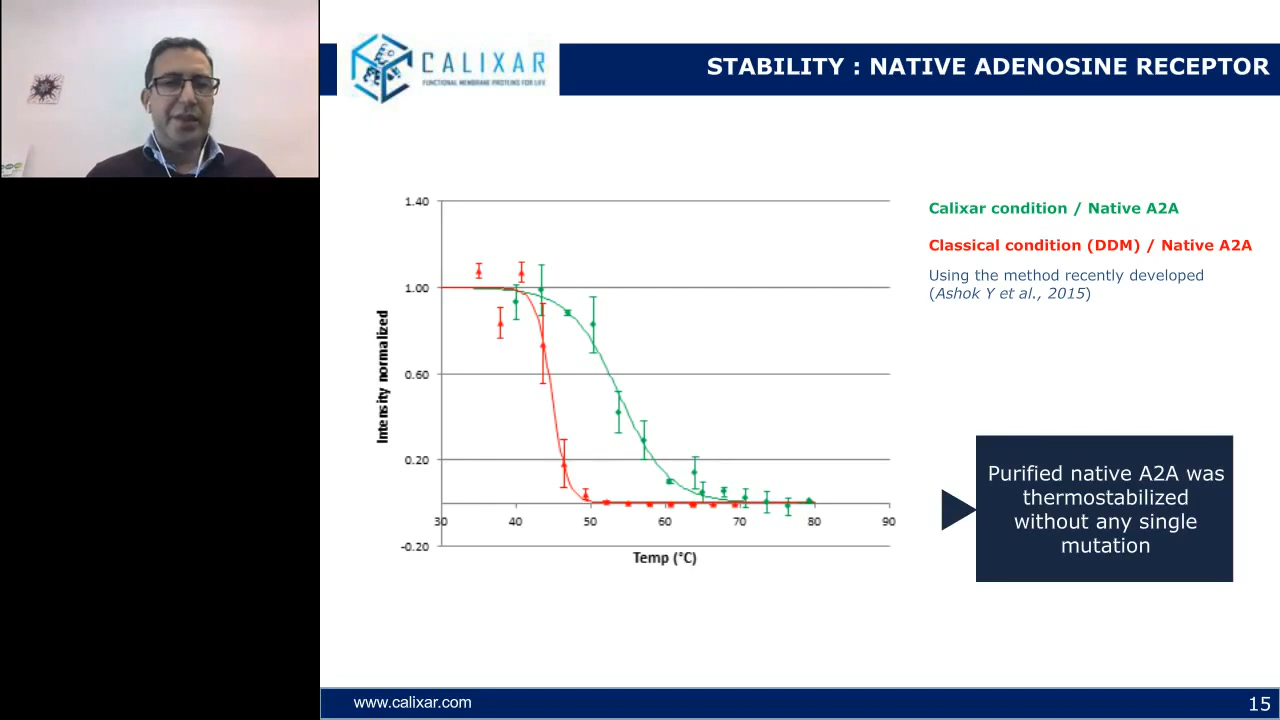 CALIXAR
FUNCTIONAL MEMBRANE PROTEINS FOR LIFE
STABILITY : NATIVE ADENOSINE RECEPTOR
Calixar condition / Native A2A
Classical condition (DDM) / Native A2A
Using the method recently developed
(Ashok Y et al., 2015)
1.40
1.00
0.60
0.20
-0.20
Intensity normalized
30 40 50 60 70 80 90
Temp (°C)
Purified native A2A was
thermostabilized
without any single
mutation
www.calixar.com
15